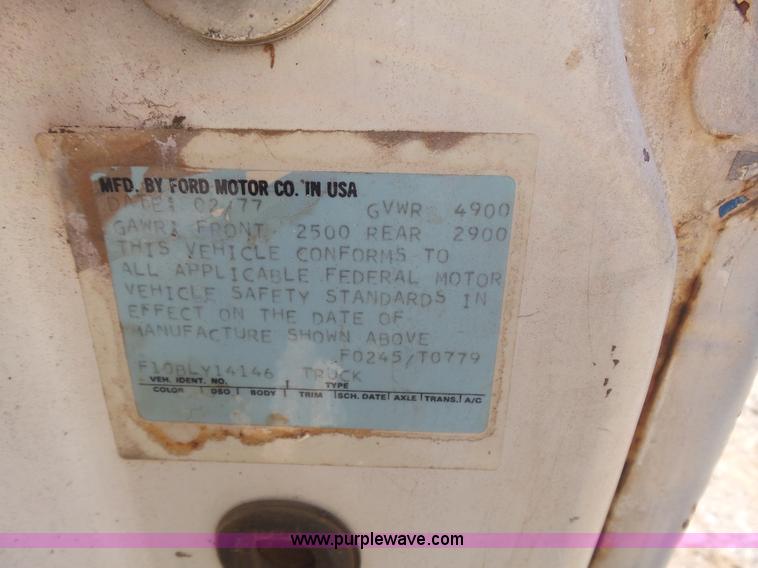 MFD. BY FORD MOTOR CO. IN USA
DATE: 02/77 GVWR 4900
GAWR: FRONT 2500 REAR 2900
THIS VEHICLE CONFORMS TO
ALL APPLICABLE FEDERAL MOTOR
VEHICLE SAFETY STANDARDS IN
EFFECT ON THE DATE OF
MANUFACTURE SHOWN ABOVE
F0245/T0779
F10BLY14146 TRUCK
VEH. IDENT. NO. TYPE
COLOR DSO BODY TRIM SCH. DATE AXLE TRANS. A/C
www.purplewave.com